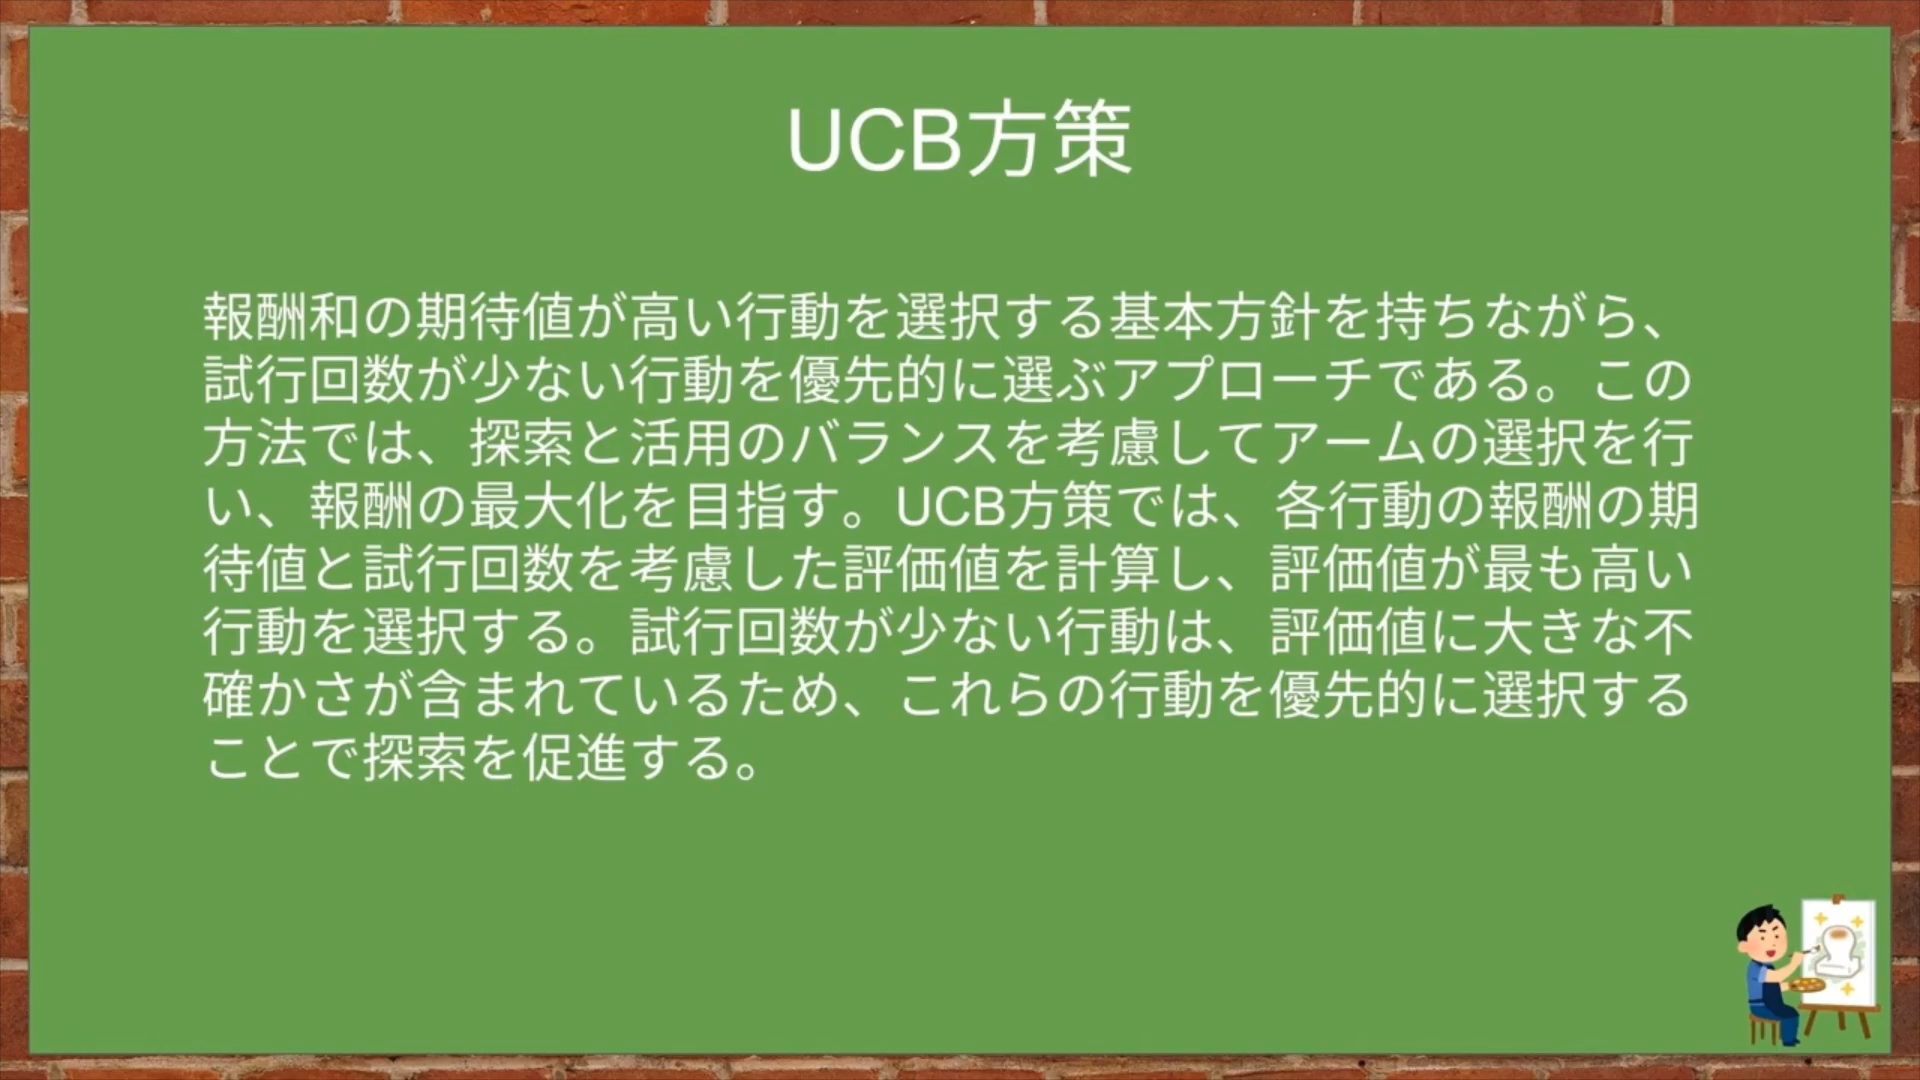 UCB方策
報酬和の期待値が高い行動を選択する基本方針を持ちながら、
試行回数が少ない行動を優先的に選ぶアプローチである。この
方法では、探索と活用のバランスを考慮してアームの選択を行
い、報酬の最大化を目指す。UCB方策では、各行動の報酬の期
待値と試行回数を考慮した評価値を計算し、評価値が最も高い
行動を選択する。試行回数が少ない行動は、評価値に大きな不
確かさが含まれているため、これらの行動を優先的に選択する
ことで探索を促進する。